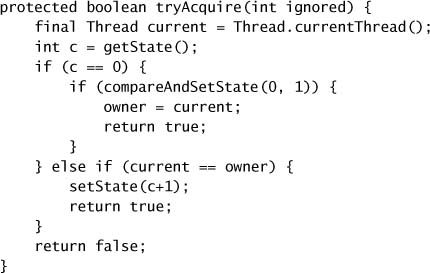 protected boolean tryAcquire(int ignored) {
    final Thread current = Thread.currentThread();
    int c = getState();
    if (c == 0) {
        if (compareAndSetState(0, 1)) {
            owner = current;
            return true;
        }
    } else if (current == owner) {
        setState(c+1);
        return true;
    }
    return false;
}